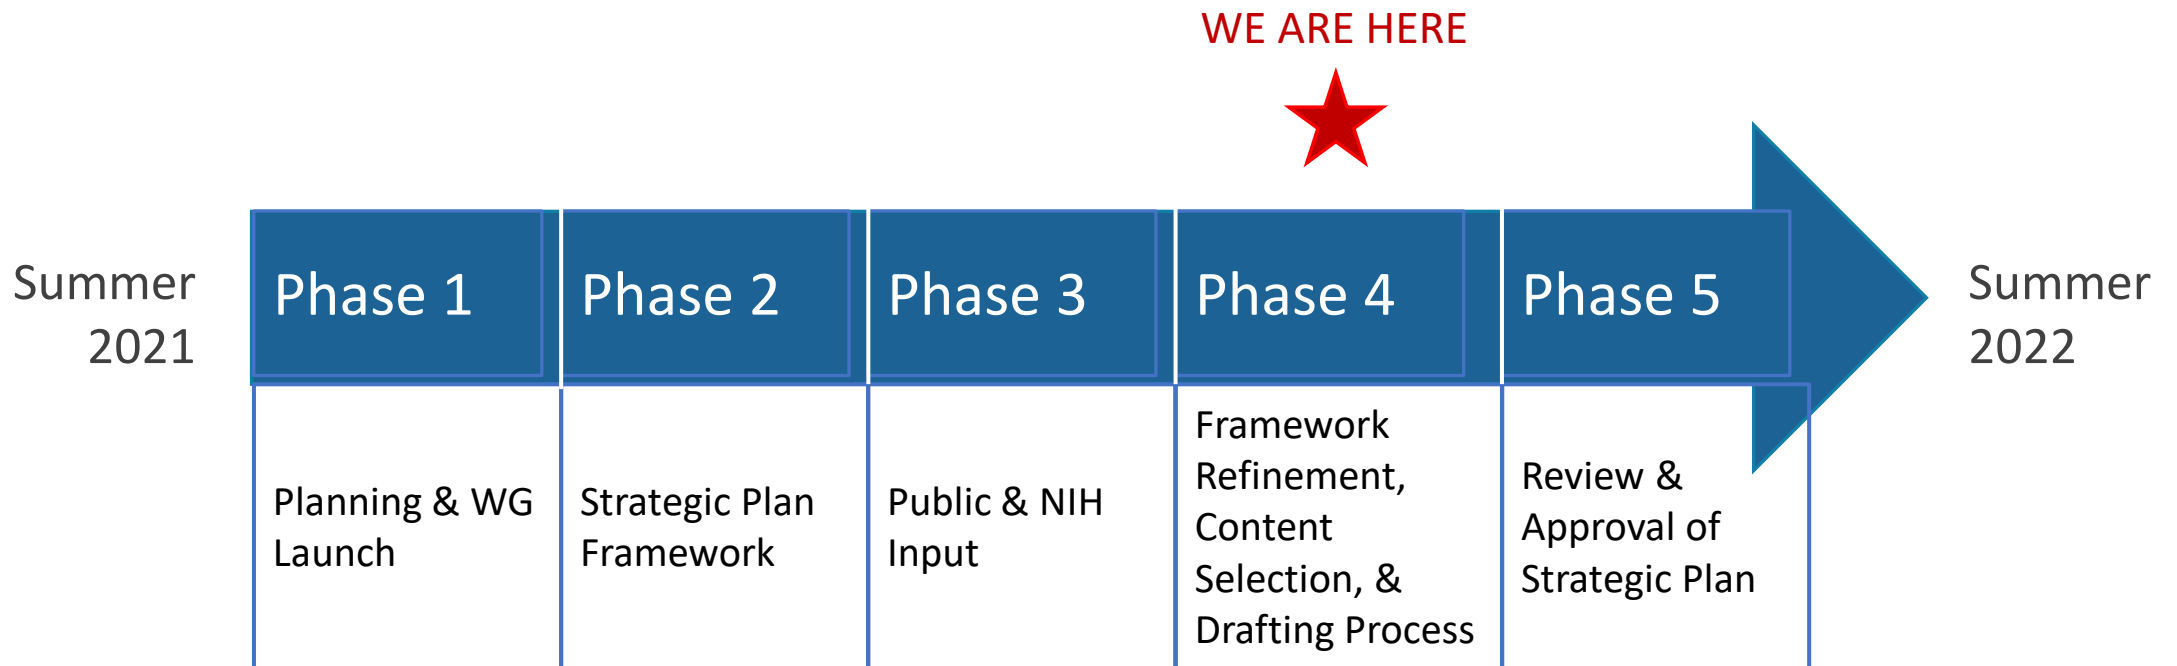 WE ARE HERE
Summer
2021
Phase 1
Phase 2
Phase 3
Phase 4
Phase 5
Summer
2022
Planning & WG
Launch
Strategic Plan
Framework
Public & NIH
Input
Framework
Refinement,
Content
Selection, &
Drafting Process
Review &
Approval of
Strategic Plan